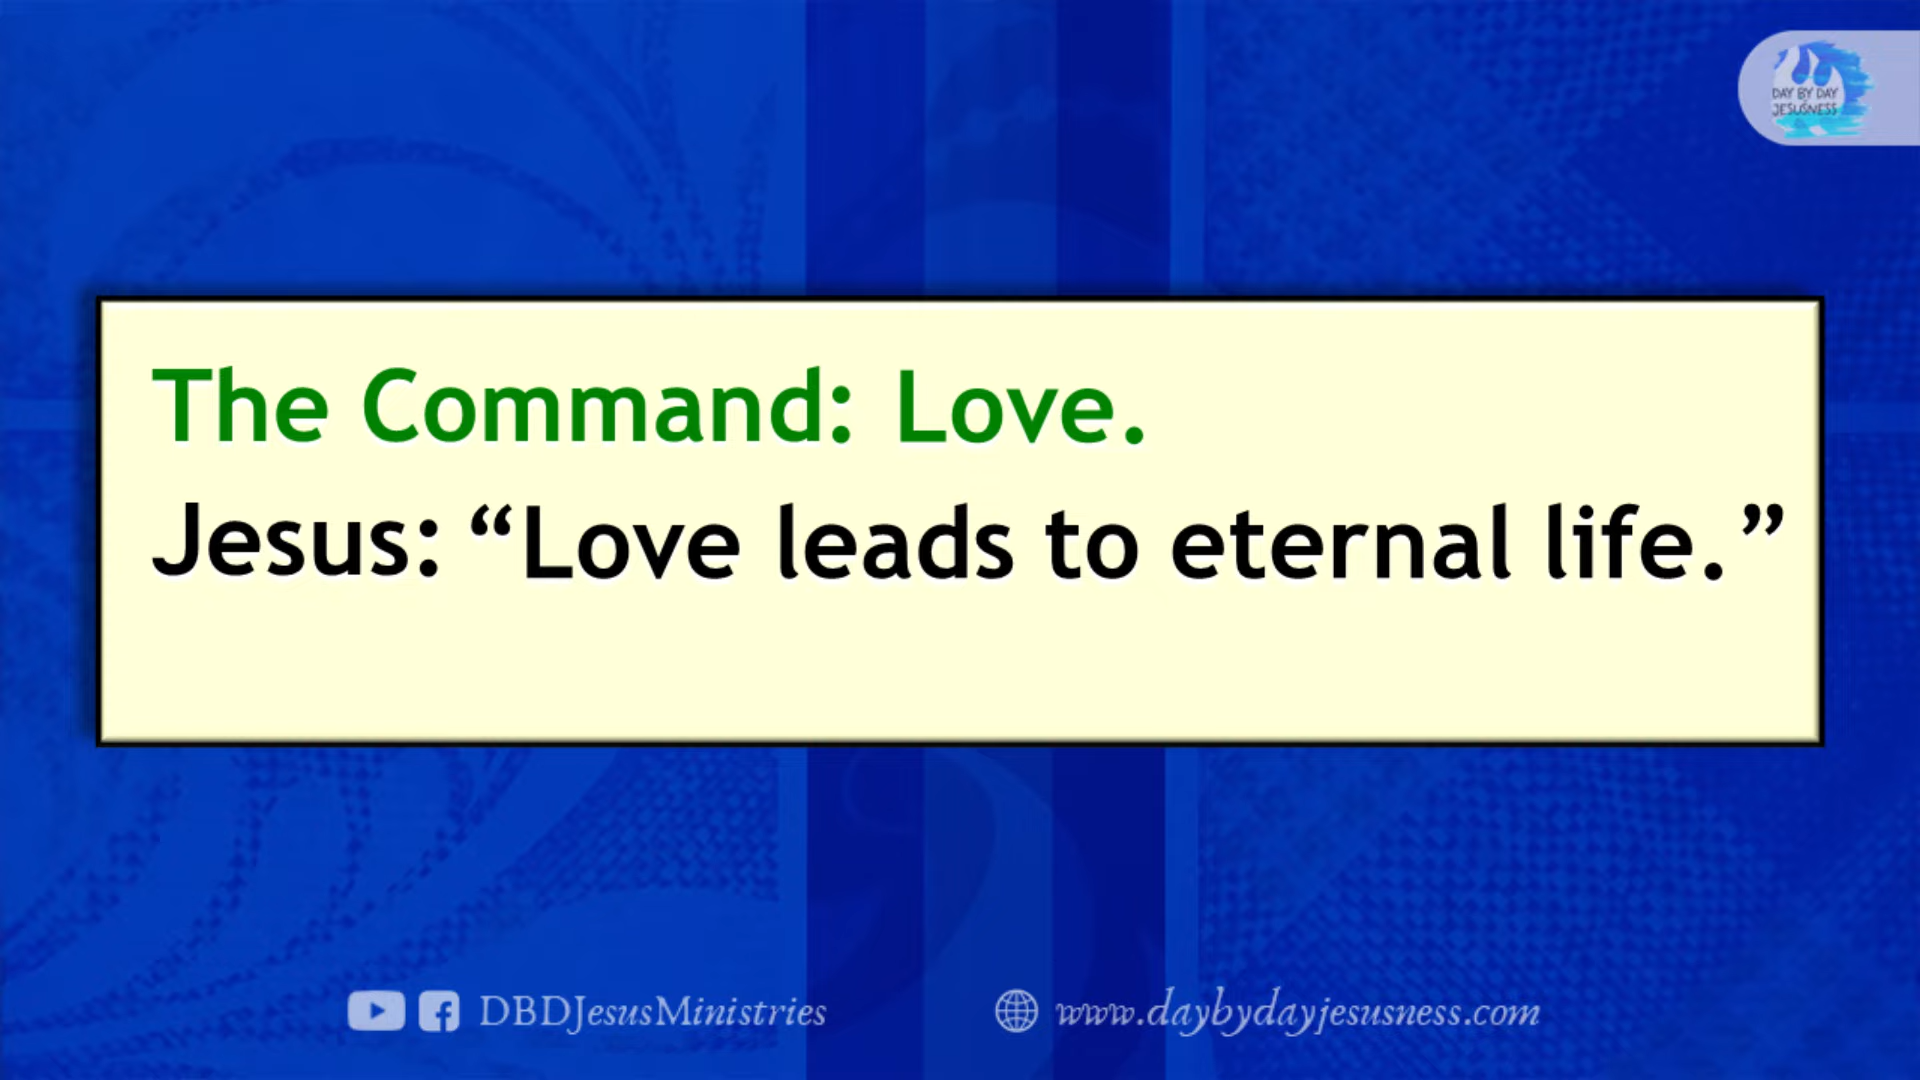 DAY BY DAY
JESUSNESS
The Command: Love.
Jesus: “Love leads to eternal life.”
DBDJesusMinistries
www.daybydayjesusness.com